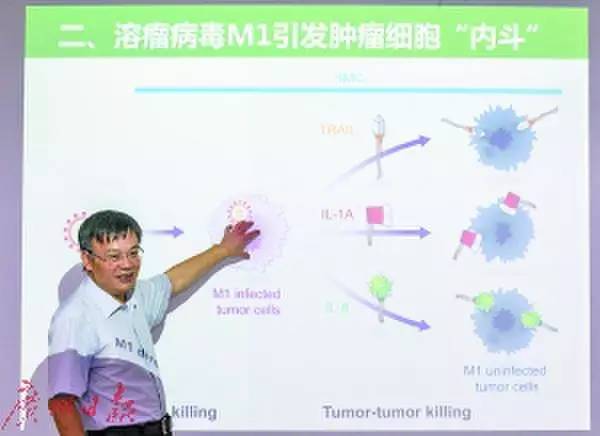 二、溶瘤病毒M1引发肿瘤细胞“内斗”
TRAIL
IL-1A
M1 infected
tumor cells
IL-8
M1 uninfected
tumor cells
killing
Tumor-tumor killing
广州日报